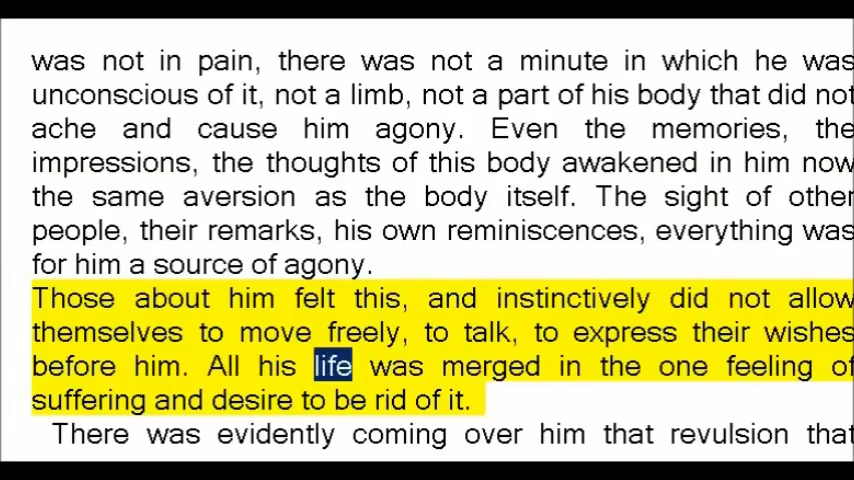 was not in pain, there was not a minute in which he was
unconscious of it, not a limb, not a part of his body that did not
ache and cause him agony. Even the memories, the
impressions, the thoughts of this body awakened in him now
the same aversion as the body itself. The sight of other
people, their remarks, his own reminiscences, everything was
for him a source of agony.
Those about him felt this, and instinctively did not allow
themselves to move freely, to talk, to express their wishes
before him. All his life was merged in the one feeling of
suffering and desire to be rid of it.
There was evidently coming over him that revulsion that